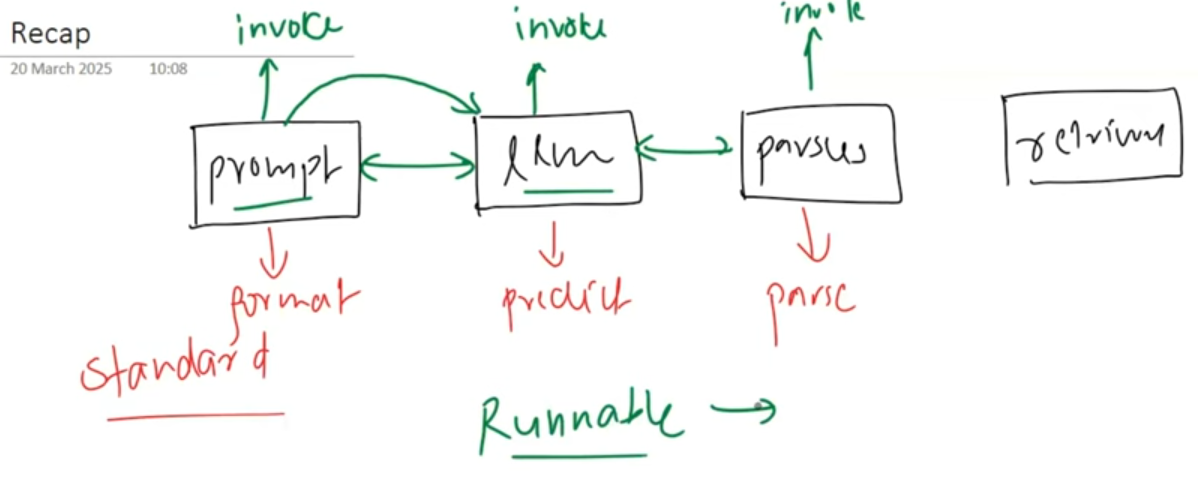 Recap
20 March 2025 10:08
invoke invoke invoke
prompt llm parsers retriever
format predict parse
standard
Runnable →